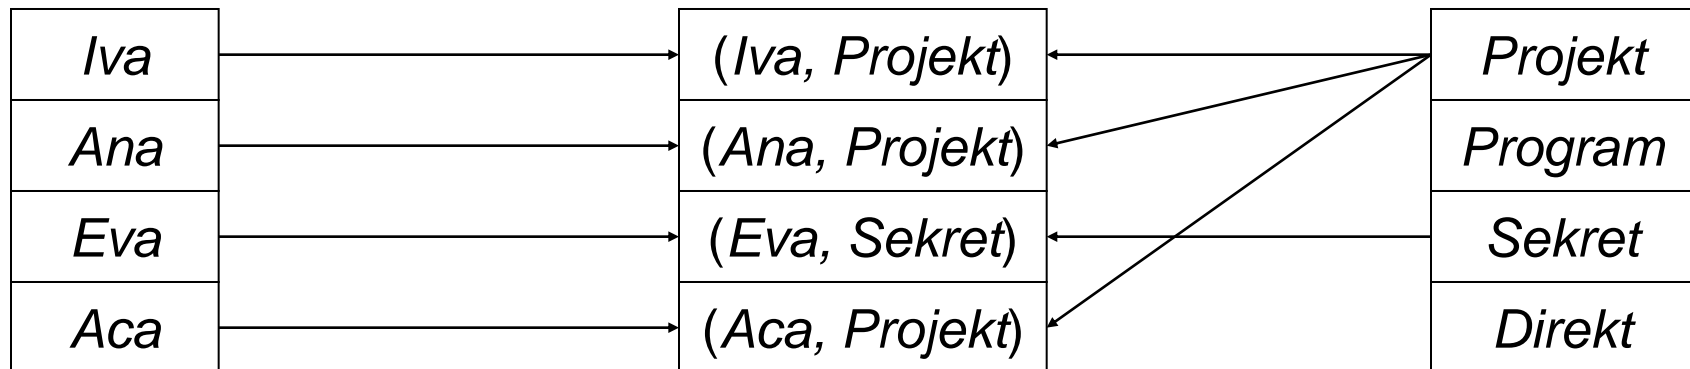 Iva (Iva, Projekt) Projekt
Ana (Ana, Projekt) Program
Eva (Eva, Sekret) Sekret
Aca (Aca, Projekt) Direkt